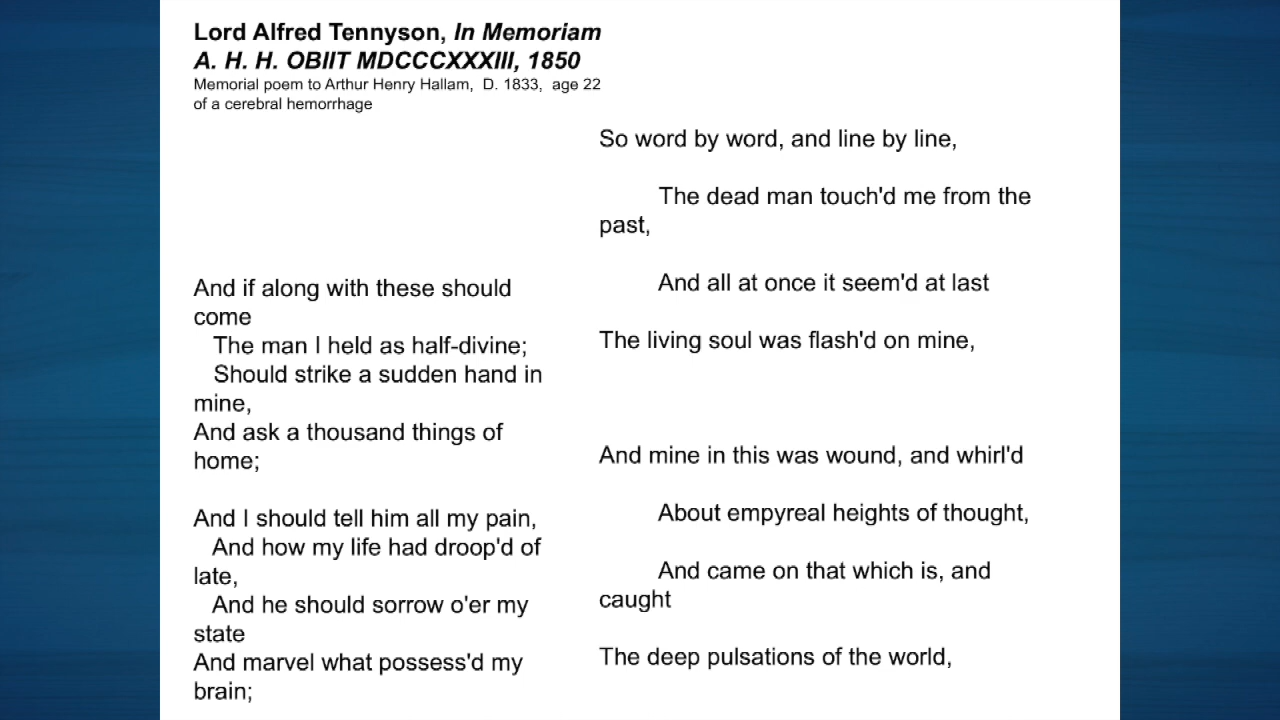 Lord Alfred Tennyson, In Memoriam
A. H. H. OBIIT MDCCCXXXIII, 1850
Memorial poem to Arthur Henry Hallam, D. 1833, age 22
of a cerebral hemorrhage
And if along with these should
come
The man I held as half-divine;
Should strike a sudden hand in
mine,
And ask a thousand things of
home;
And I should tell him all my pain,
And how my life had droop'd of
late,
And he should sorrow o'er my
state
And marvel what possess'd my
brain;
So word by word, and line by line,
The dead man touch'd me from the
past,
And all at once it seem'd at last
The living soul was flash'd on mine,
And mine in this was wound, and whirl'd
About empyreal heights of thought,
And came on that which is, and
caught
The deep pulsations of the world,